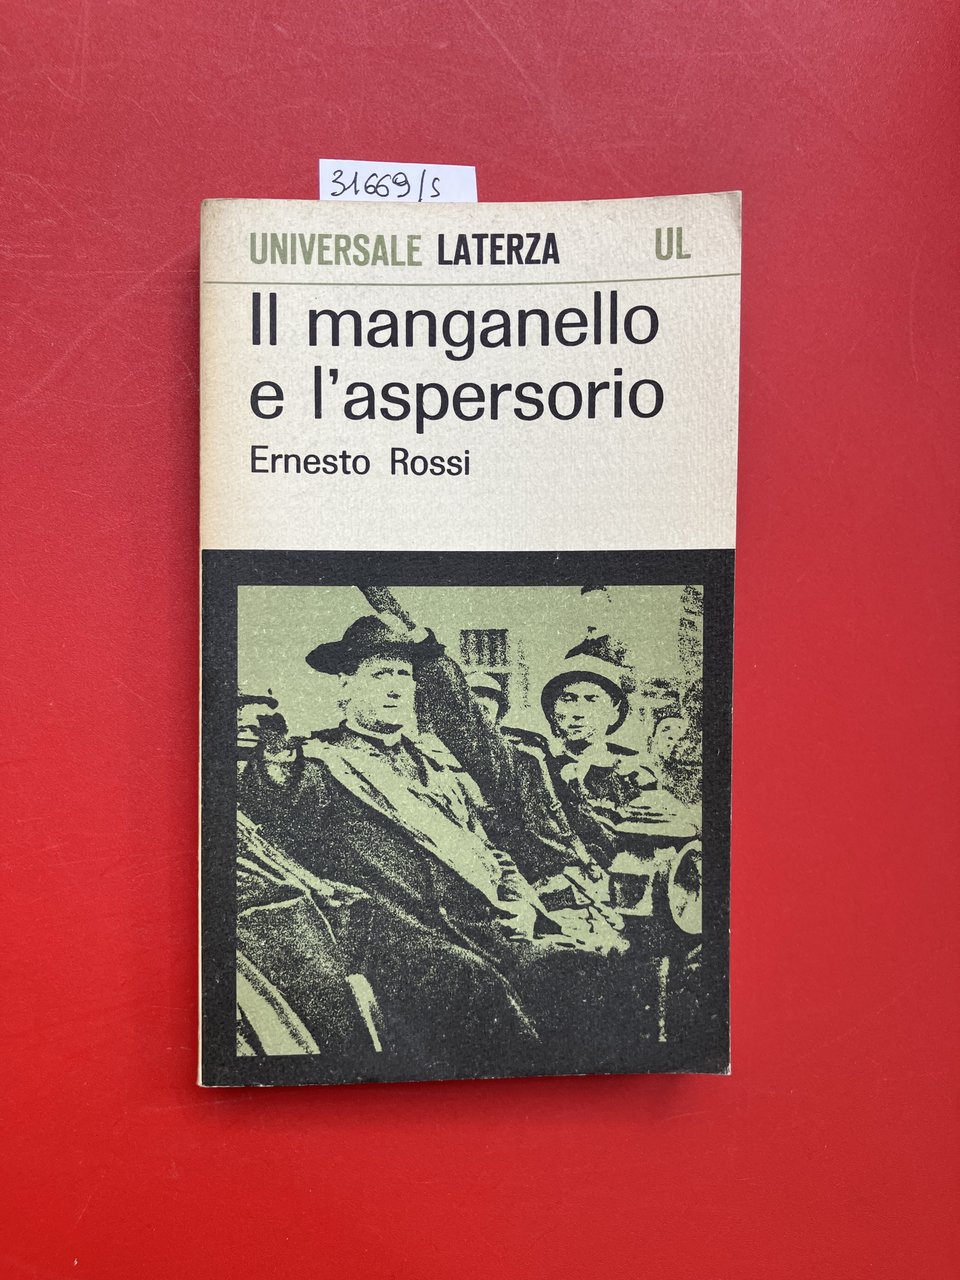 31669/s
UNIVERSALE LATERZA UL
Il manganello
e l'aspersorio
Ernesto Rossi